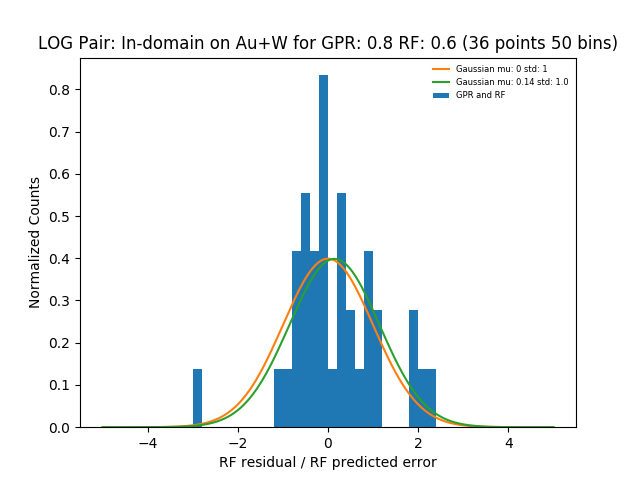 LOG Pair: In-domain on Au+W for GPR: 0.8 RF: 0.6 (36 points 50 bins)
Gaussian mu: 0 std: 1
Gaussian mu: 0.14 std: 1.0
GPR and RF
Normalized Counts
0.8
0.7
0.6
0.5
0.4
0.3
0.2
0.1
0.0
−4
−2
0
2
4
RF residual / RF predicted error